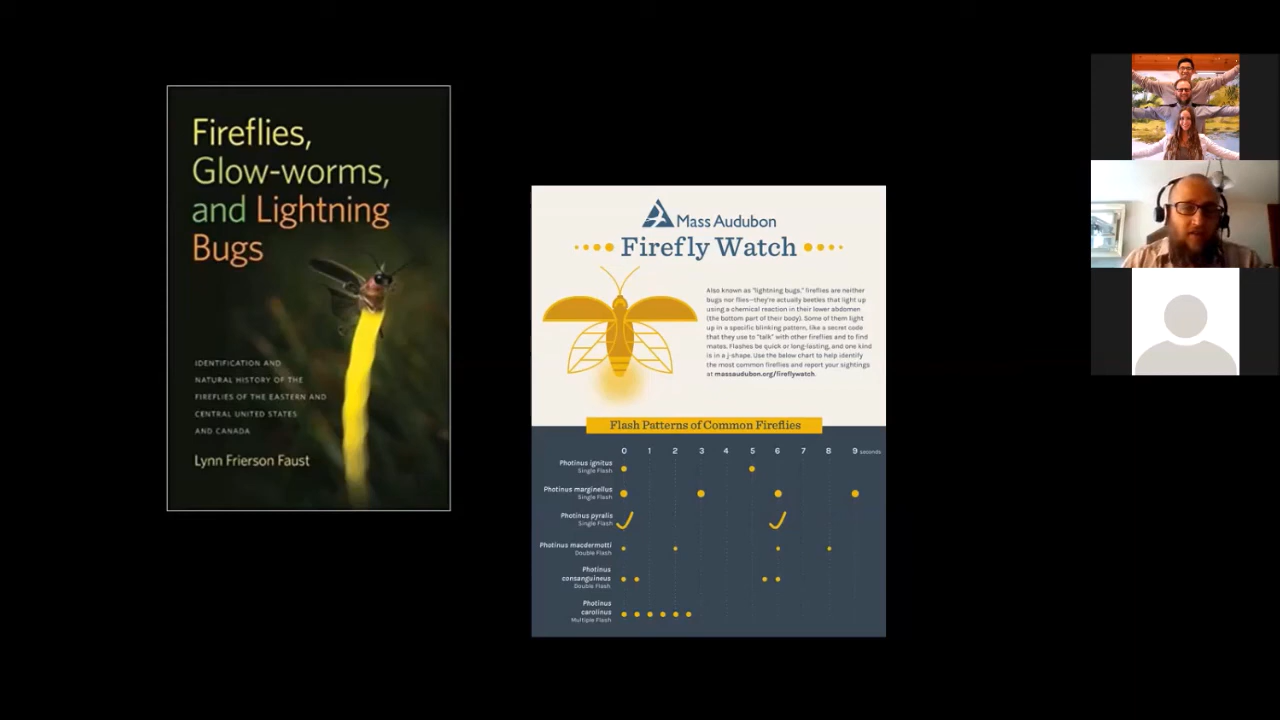 Fireflies,
Glow-worms,
and Lightning
Bugs
IDENTIFICATION AND
NATURAL HISTORY OF THE
FIREFLIES OF THE EASTERN AND
CENTRAL UNITED STATES
AND CANADA
Lynn Frierson Faust
Mass Audubon
Firefly Watch
Also known as "lightning bugs," fireflies are neither
bugs nor flies—they're actually beetles that light up
using a chemical reaction in their lower abdomen
(the bottom part of their body). Some of them light
up in a specific blinking pattern, like a secret code
that they use to "talk" with other fireflies and to find
mates. Flashes be quick or long-lasting, and one kind
is in a j-shape. Use the below chart to help identify
the most common fireflies and report your sightings
at massaudubon.org/fireflywatch.
Flash Patterns of Common Fireflies
0 1 2 3 4 5 6 7 8 9 seconds
Photinus ignitus
Single Flash
Photinus marginellus
Single Flash
Photinus pyralis
Single Flash
Photinus macdermotti
Double Flash
Photinus
consanguineus
Double Flash
Photinus
carolinus
Multiple Flash